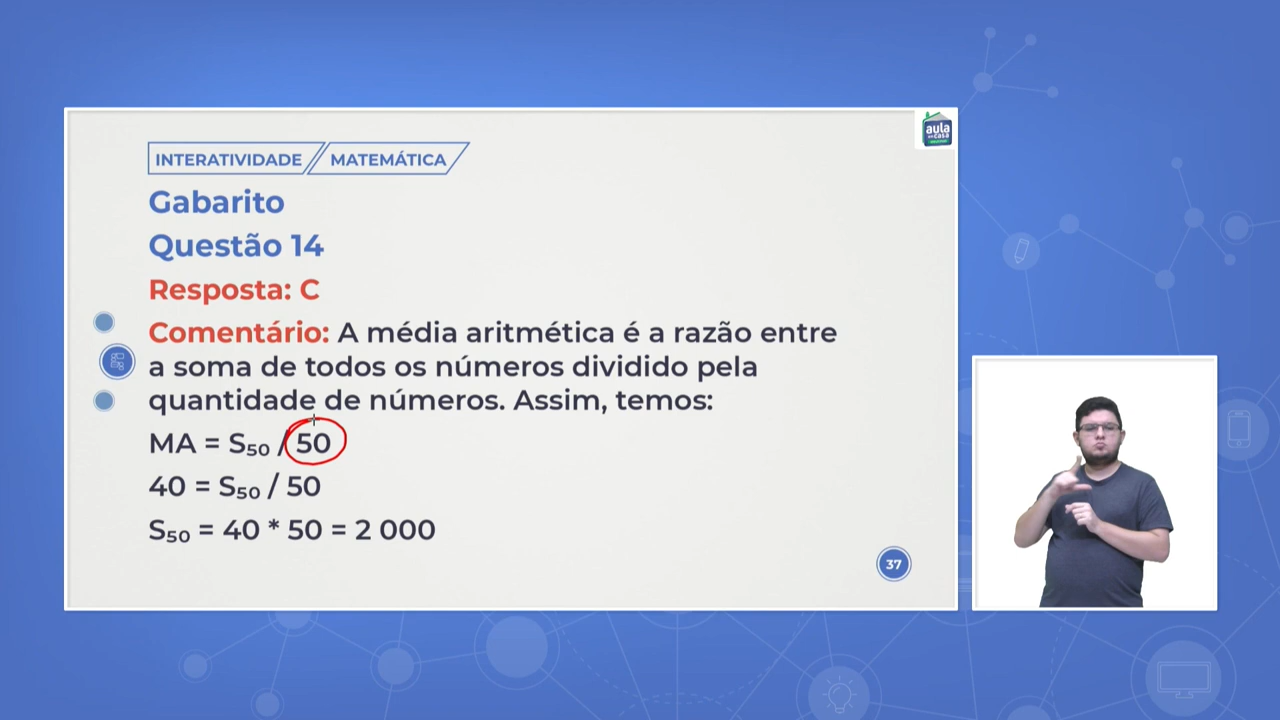 aula
em casa
INTERATIVIDADE
MATEMÁTICA
Gabarito
Questão 14
Resposta: C
Comentário: A média aritmética é a razão entre
a soma de todos os números dividido pela
quantidade de números. Assim, temos:
MA = S₅₀ / 50
40 = S₅₀ / 50
S₅₀ = 40 * 50 = 2 000
37